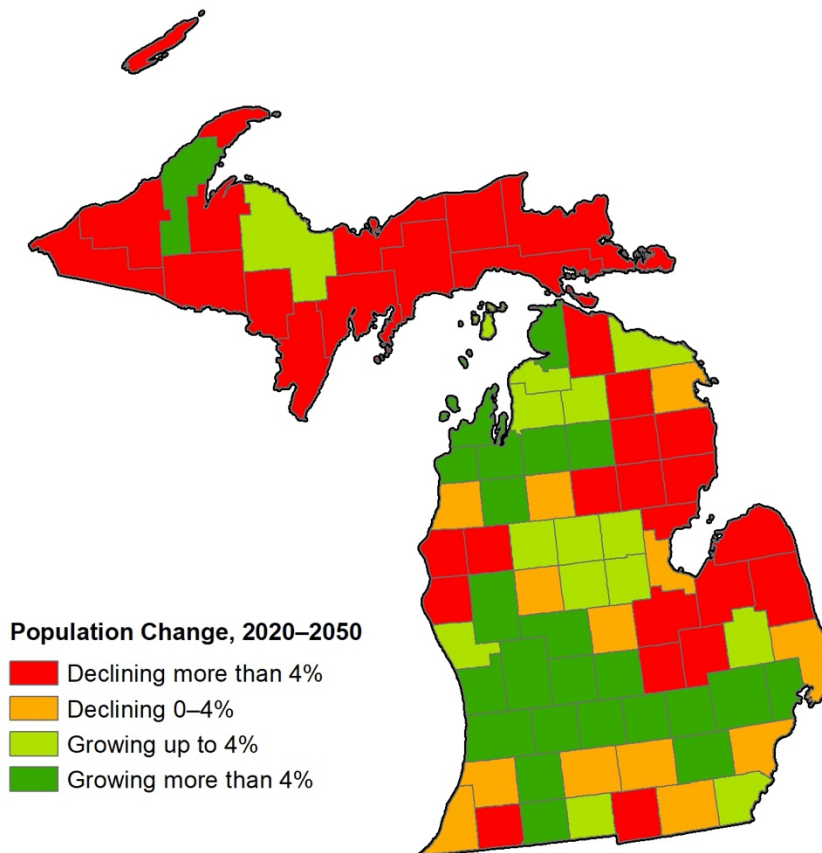 Population Change, 2020–2050
Declining more than 4%
Declining 0–4%
Growing up to 4%
Growing more than 4%